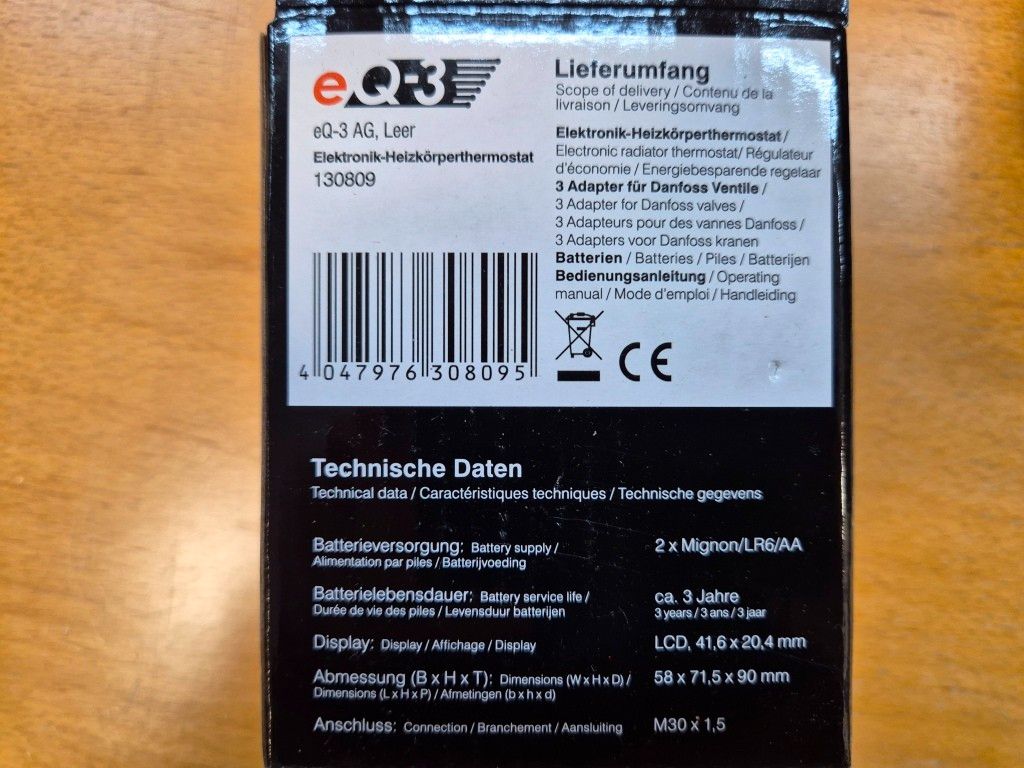 eQ-3
eQ-3 AG, Leer
Elektronik-Heizkörperthermostat
130809
4 047976 308095
Lieferumfang
Scope of delivery / Contenu de la
livraison / Leveringsomvang
Elektronik-Heizkörperthermostat /
Electronic radiator thermostat/ Régulateur
d'économie / Energiebesparende regelaar
3 Adapter für Danfoss Ventile /
3 Adapter for Danfoss valves /
3 Adapteurs pour des vannes Danfoss /
3 Adapters voor Danfoss kranen
Batterien / Batteries / Piles / Batterijen
Bedienungsanleitung / Operating
manual / Mode d'emploi / Handleiding
CE
Technische Daten
Technical data / Caractéristiques techniques / Technische gegevens
Batterieversorgung: Battery supply / 2 x Mignon/LR6/AA
Alimentation par piles / Batterijvoeding
Batterielebensdauer: Battery service life / ca. 3 Jahre
Durée de vie des piles / Levensduur batterijen 3 years / 3 ans / 3 jaar
Display: Display / Affichage / Display LCD, 41,6 x 20,4 mm
Abmessung (B x H x T): Dimensions (W x H x D) / 58 x 71,5 x 90 mm
Dimensions (L x H x P) / Afmetingen (b x h x d)
Anschluss: Connection / Branchement / Aansluiting M30 x 1,5